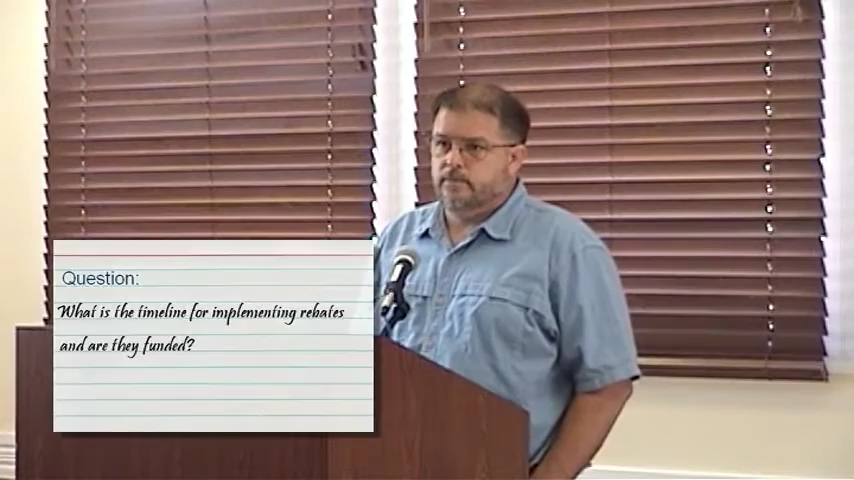 Question:
What is the timeline for implementing rebates
and are they funded?